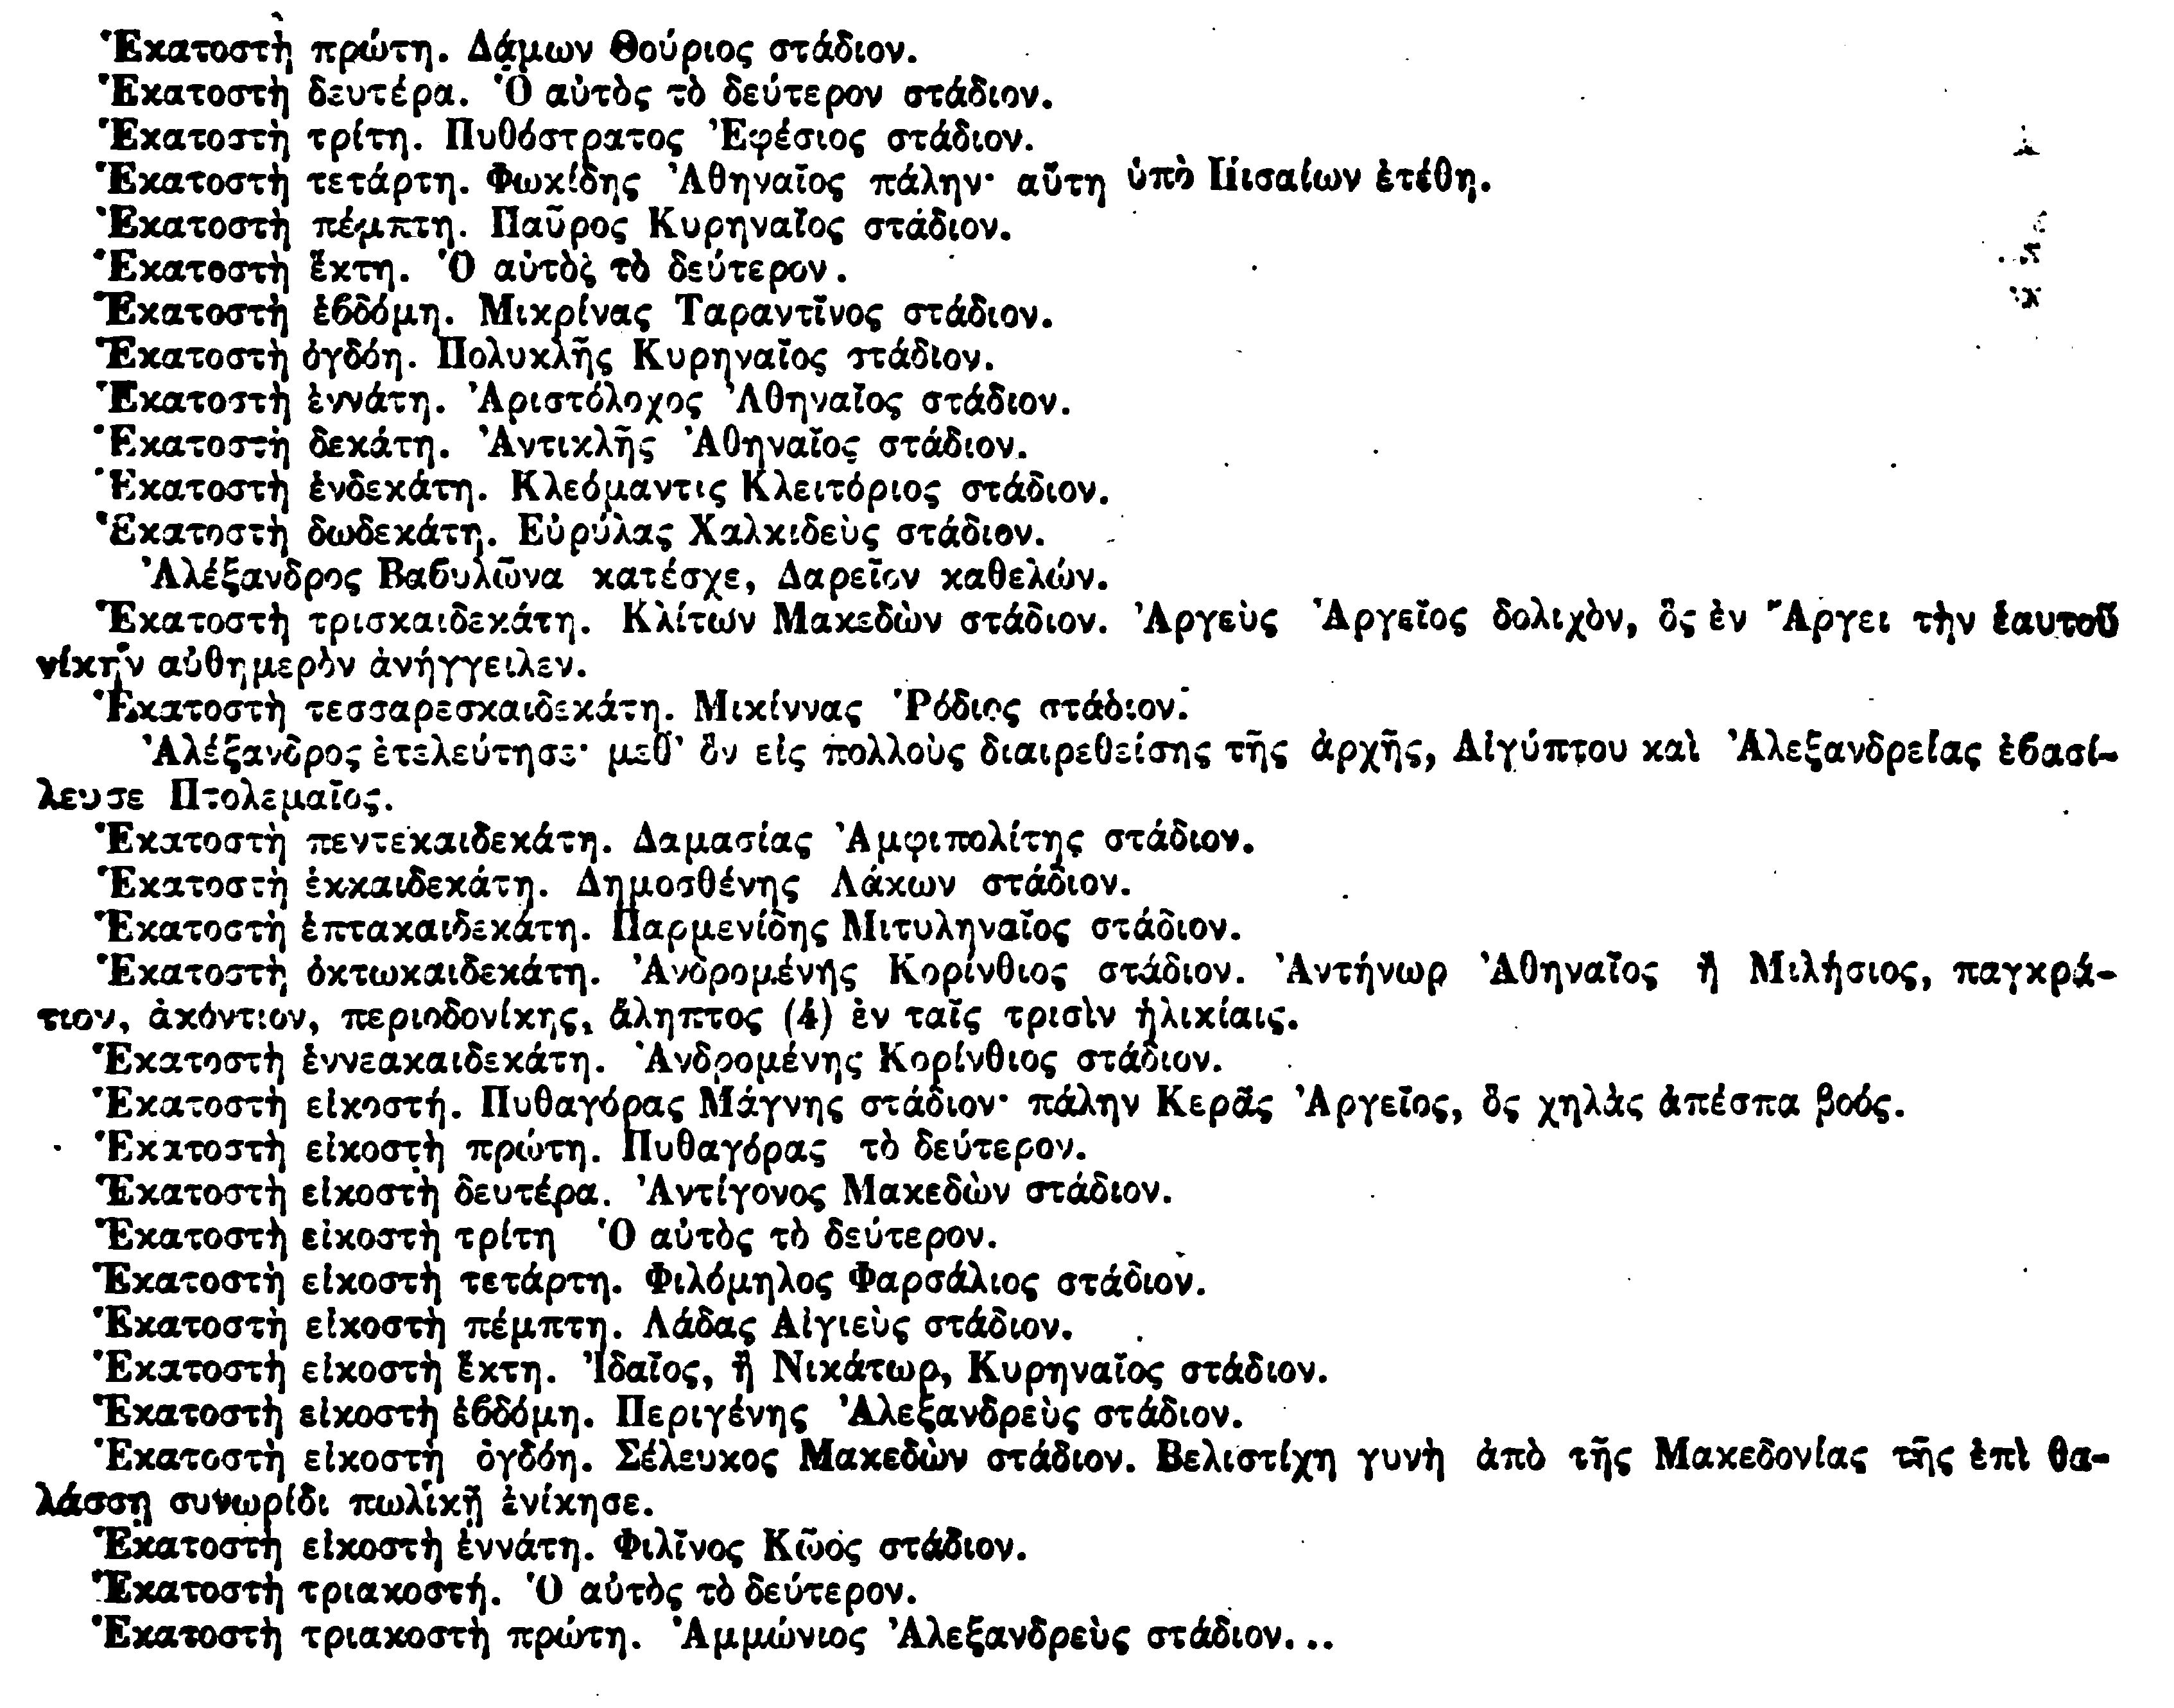 Ἑκατοστὴ πρώτη. Δάμων Θούριος στάδιον.
Ἑκατοστὴ δευτέρα. Ὁ αὐτὸς τὸ δεύτερον στάδιον.
Ἑκατοστὴ τρίτη. Πυθόστρατος Ἐφέσιος στάδιον.
Ἑκατοστὴ τετάρτη. Φωκίδης Ἀθηναῖος πάλην· αὕτη ὑπὸ Πισαίων ἐτέθη.
Ἑκατοστὴ πέμπτη. Παῦρος Κυρηναῖος στάδιον.
Ἑκατοστὴ ἕκτη. Ὁ αὐτὸς τὸ δεύτερον.
Ἑκατοστὴ ἑϐδόμη. Μικρίνας Ταραντῖνος στάδιον.
Ἑκατοστὴ ὀγδόη. Πολυκλῆς Κυρηναῖος στάδιον.
Ἑκατοστὴ ἐννάτη. Ἀριστόλοχος Ἀθηναῖος στάδιον.
Ἑκατοστὴ δεκάτη. Ἀντικλῆς Ἀθηναῖος στάδιον.
Ἑκατοστὴ ἑνδεκάτη. Κλεόμαντις Κλειτόριος στάδιον.
Ἑκατοστὴ δωδεκάτη. Εὐρύλας Χαλκιδεὺς στάδιον.
Ἀλέξανδρος Βαϐυλῶνα κατέσχε, Δαρεῖον καθελών.
Ἑκατοστὴ τρισκαιδεκάτη. Κλίτων Μακεδὼν στάδιον. Ἀργεὺς Ἀργεῖος δολιχὸν, ὃς ἐν Ἄργει τὴν ἑαυτοῦ
νίκην αὐθημερὸν ἀνήγγειλεν.
Ἑκατοστὴ τεσσαρεσκαιδεκάτη. Μικίννας Ῥόδιος στάδιον.
Ἀλέξανδρος ἐτελεύτησε· μεθ' ὃν εἰς πολλοὺς διαιρεθείσης τῆς ἀρχῆς, Αἰγύπτου καὶ Ἀλεξανδρείας ἐϐασί-
λευσε Πτολεμαῖος.
Ἑκατοστὴ πεντεκαιδεκάτη. Δαμασίας Ἀμφιπολίτης στάδιον.
Ἑκατοστὴ ἑκκαιδεκάτη. Δημοσθένης Λάκων στάδιον.
Ἑκατοστὴ ἑπτακαιδεκάτη. Παρμενίδης Μιτυληναῖος στάδιον.
Ἑκατοστὴ ὀκτωκαιδεκάτη. Ἀνδρομένης Κορίνθιος στάδιον. Ἀντήνωρ Ἀθηναῖος ἢ Μιλήσιος, παγκρά-
τιον, ἀκόντιον, περιοδονίκης, ἄληπτος (4) ἐν ταῖς τρισὶν ἡλικίαις.
Ἑκατοστὴ ἐννεακαιδεκάτη. Ἀνδρομένης Κορίνθιος στάδιον.
Ἑκατοστὴ εἰκοστή. Πυθαγόρας Μάγνης στάδιον· πάλην Κερᾶς Ἀργεῖος, ὃς χηλὰς ἀπέσπα βοός.
Ἑκατοστὴ εἰκοστὴ πρώτη. Πυθαγόρας τὸ δεύτερον.
Ἑκατοστὴ εἰκοστὴ δευτέρα. Ἀντίγονος Μακεδὼν στάδιον.
Ἑκατοστὴ εἰκοστὴ τρίτη Ὁ αὐτὸς τὸ δεύτερον.
Ἑκατοστὴ εἰκοστὴ τετάρτη. Φιλόμηλος Φαρσάλιος στάδιον.
Ἑκατοστὴ εἰκοστὴ πέμπτη. Λάδας Αἰγιεὺς στάδιον.
Ἑκατοστὴ εἰκοστὴ ἕκτη. Ἰδαῖος, ἢ Νικάτωρ, Κυρηναῖος στάδιον.
Ἑκατοστὴ εἰκοστὴ ἑϐδόμη. Περιγένης Ἀλεξανδρεὺς στάδιον.
Ἑκατοστὴ εἰκοστὴ ὀγδόη. Σέλευκος Μακεδὼν στάδιον. Βελιστίχη γυνὴ ἀπὸ τῆς Μακεδονίας τῆς ἐπὶ θα-
λάσσῃ συνωρίδι πωλικῇ ἐνίκησε.
Ἑκατοστὴ εἰκοστὴ ἐννάτη. Φιλῖνος Κῶος στάδιον.
Ἑκατοστὴ τριακοστή. Ὁ αὐτὸς τὸ δεύτερον.
Ἑκατοστὴ τριακοστὴ πρώτη. Ἀμμώνιος Ἀλεξανδρεὺς στάδιον...